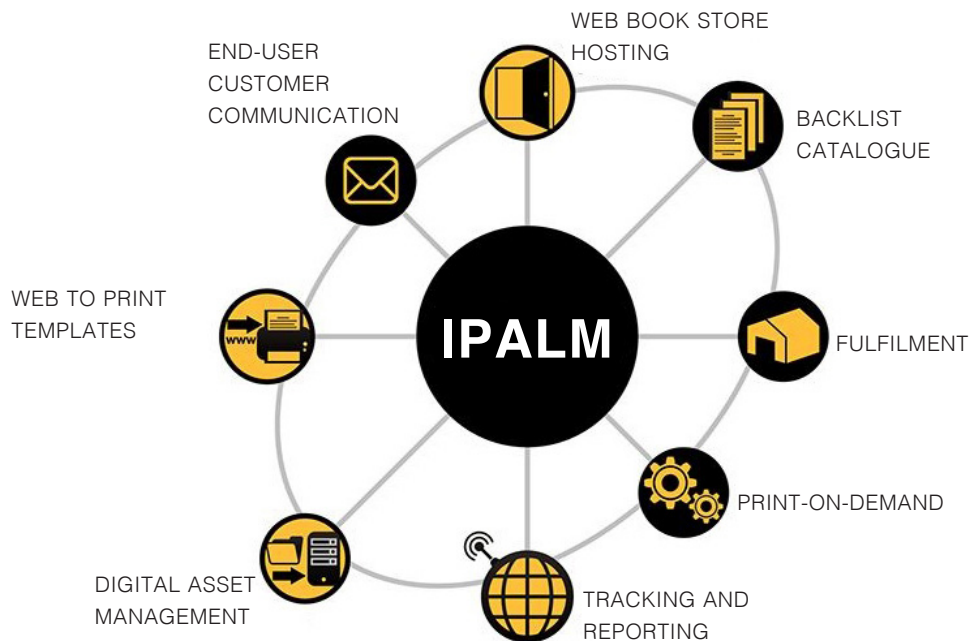 WEB BOOK STORE
HOSTING
END-USER
CUSTOMER
COMMUNICATION
BACKLIST
CATALOGUE
WEB TO PRINT
TEMPLATES
www
IPALM
FULFILMENT
PRINT-ON-DEMAND
DIGITAL ASSET
MANAGEMENT
TRACKING AND
REPORTING